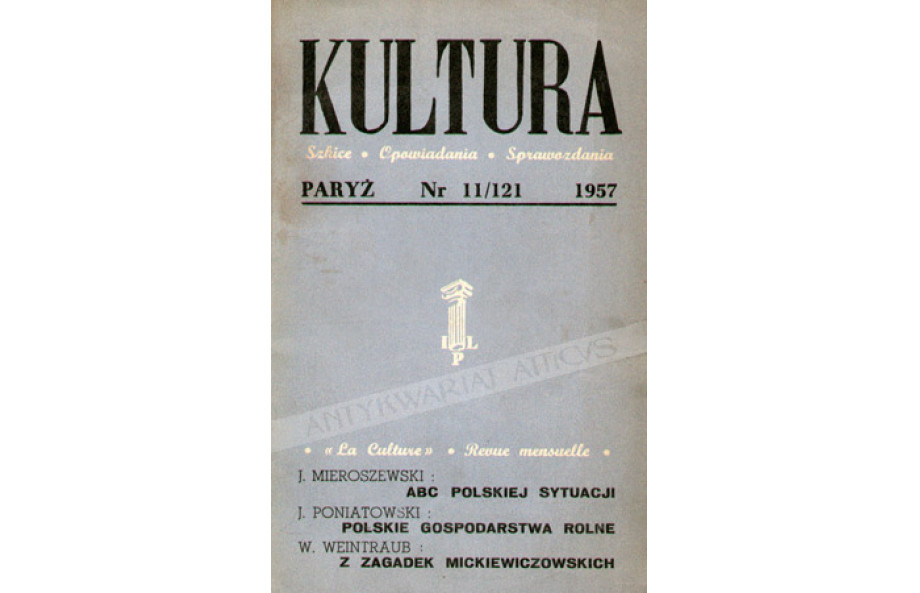 KULTURA
Szkice • Opowiadania • Sprawozdania
PARYŻ Nr 11/121 1957
I L
P
ANTYKWARIAT ATTICVS
• «La Culture» • Revue mensuelle •
J. MIEROSZEWSKI :
ABC POLSKIEJ SYTUACJI
J. PONIATOWSKI :
POLSKIE GOSPODARSTWA ROLNE
W. WEINTRAUB :
Z ZAGADEK MICKIEWICZOWSKICH